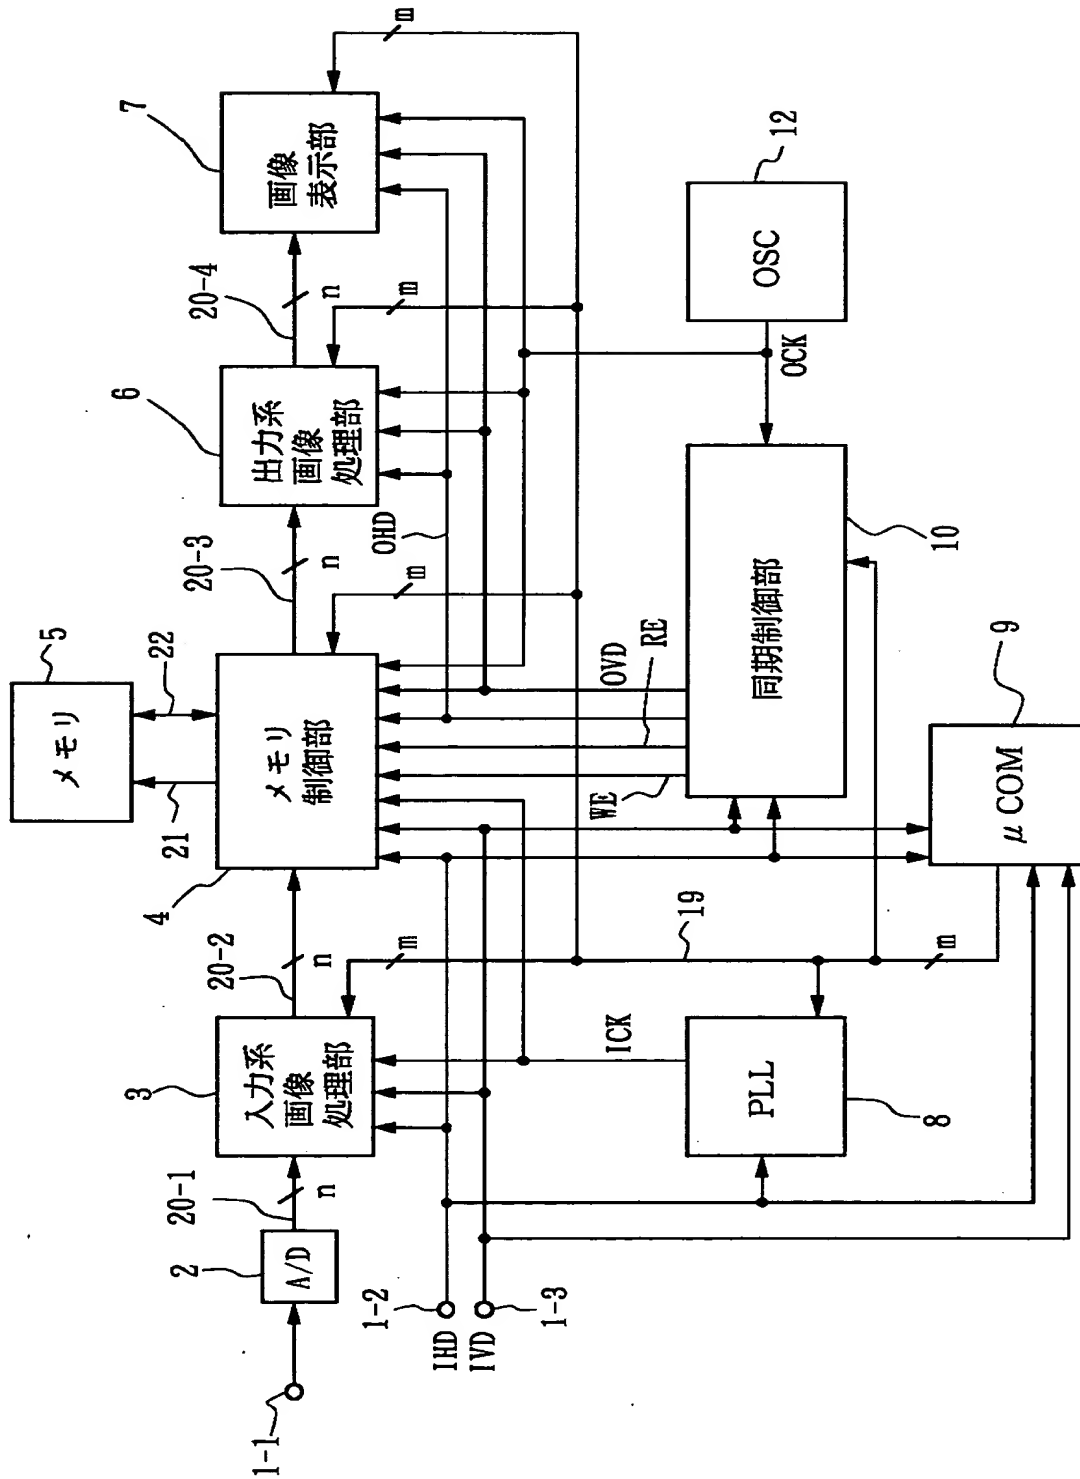 1-1
2
A/D
20-1
n
3
入力系
画像
処理部
m
20-2
n
4
メモリ
制御部
21
22
5
メモリ
m
20-3
n
6
出力系
画像
処理部
m
20-4
n
7
画像
表示部
m
IHD
1-2
IVD
1-3
ICK
PLL
8
19
m
WE
RE
OVD
OHD
同期制御部
10
μCOM
9
OCK
OSC
12